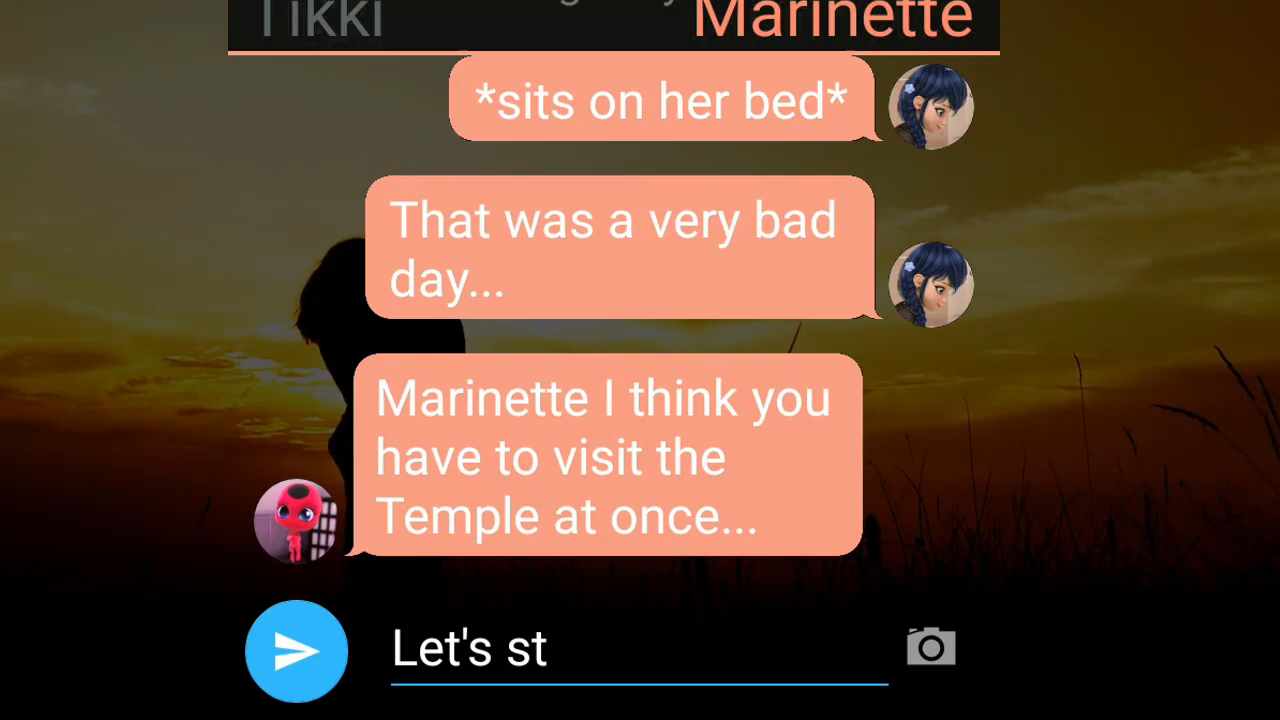 Tikki
Marinette
*sits on her bed*
That was a very bad
day...
Marinette I think you
have to visit the
Temple at once...
Let's st